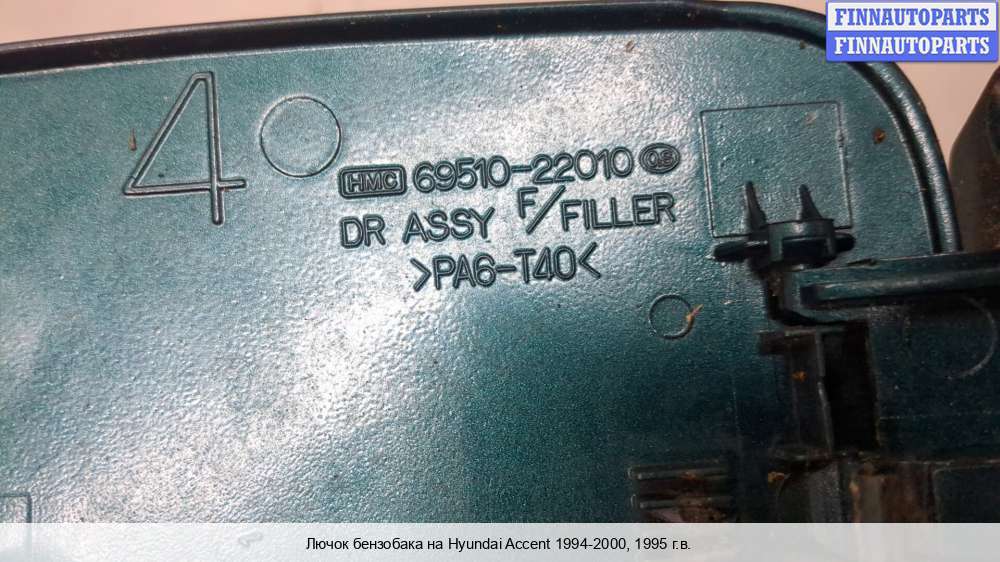 FINNAUTOPARTS
FINNAUTOPARTS
4
HMC 69510-22010
DR ASSY F/FILLER
>PA6-T40<
Лючок бензобака на Hyundai Accent 1994-2000, 1995 г.в.